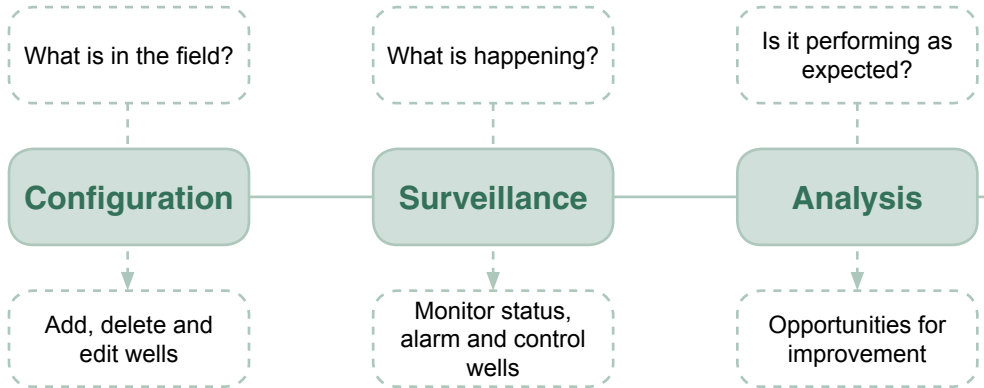 What is in the field?
What is happening?
Is it performing as
expected?
Configuration
Surveillance
Analysis
Add, delete and
edit wells
Monitor status,
alarm and control
wells
Opportunities for
improvement